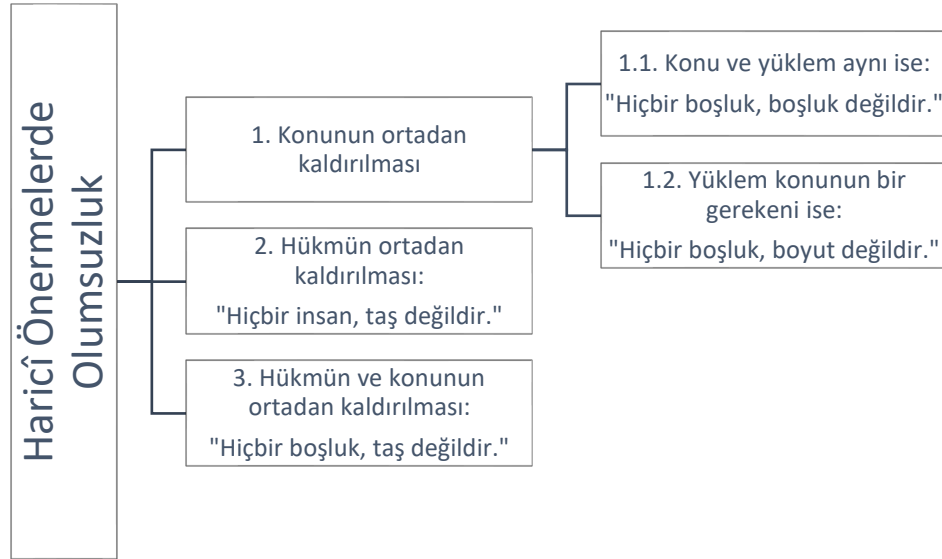 Haricî Önermelerde
Olumsuzluk
1. Konunun ortadan
kaldırılması
1.1. Konu ve yüklem aynı ise:
"Hiçbir boşluk, boşluk değildir."
1.2. Yüklem konunun bir
gerekeni ise:
"Hiçbir boşluk, boyut değildir."
2. Hükmün ortadan
kaldırılması:
"Hiçbir insan, taş değildir."
3. Hükmün ve konunun
ortadan kaldırılması:
"Hiçbir boşluk, taş değildir."